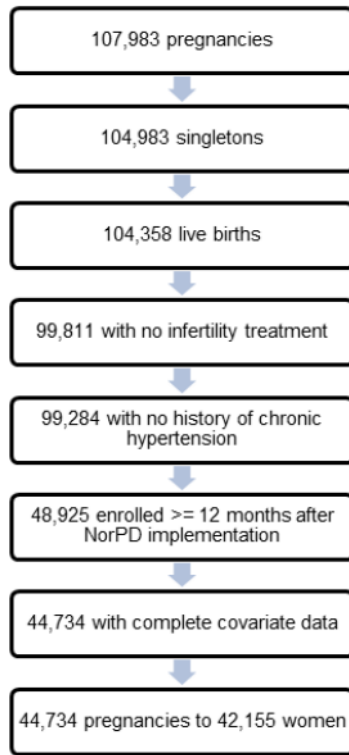 107,983 pregnancies
104,983 singletons
104,358 live births
99,811 with no infertility treatment
99,284 with no history of chronic
hypertension
48,925 enrolled >= 12 months after
NorPD implementation
44,734 with complete covariate data
44,734 pregnancies to 42,155 women